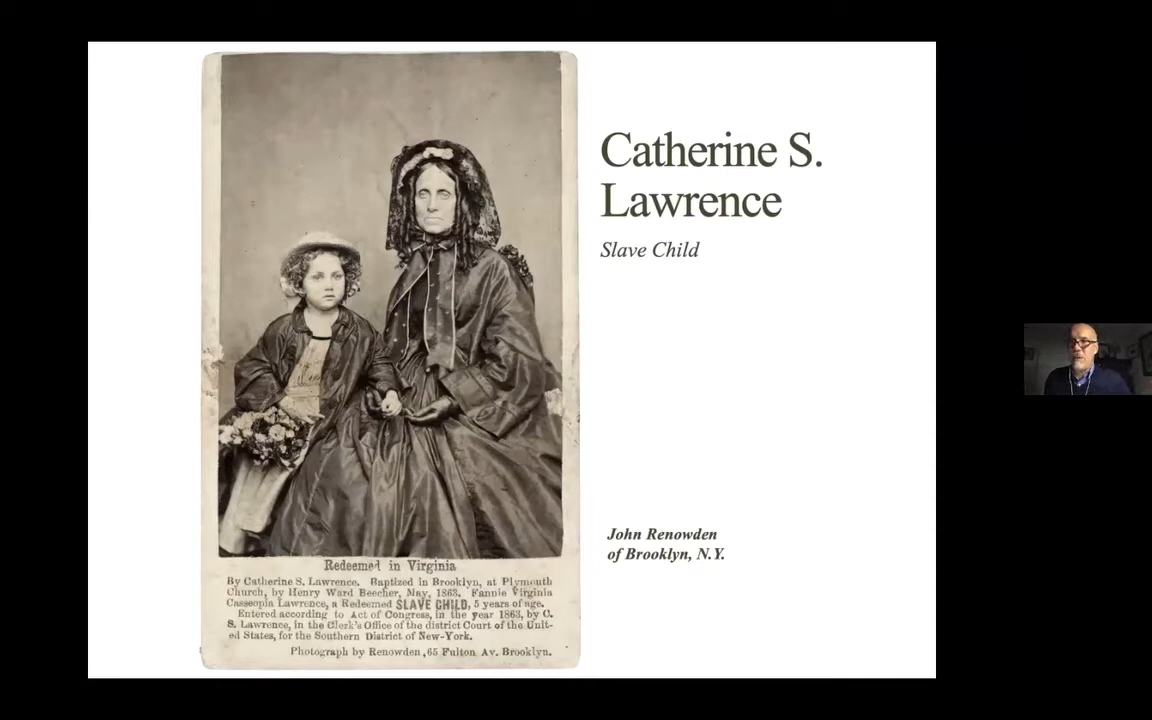 Catherine S.
Lawrence
Slave Child
John Renowden
of Brooklyn, N.Y.
Redeemed in Virginia
By Catherine S. Lawrence. Baptized in Brooklyn, at Plymouth
Church, by Henry Ward Beecher, May, 1863. Fannie Virginia
Casseopia Lawrence, a Redeemed SLAVE CHILD, 5 years of age.
Entered according to Act of Congress, in the year 1863, by C.
S. Lawrence, in the Clerk's Office of the district Court of the Unit-
ed States, for the Southern District of New-York.
Photograph by Renowden, 65 Fulton Av. Brooklyn.